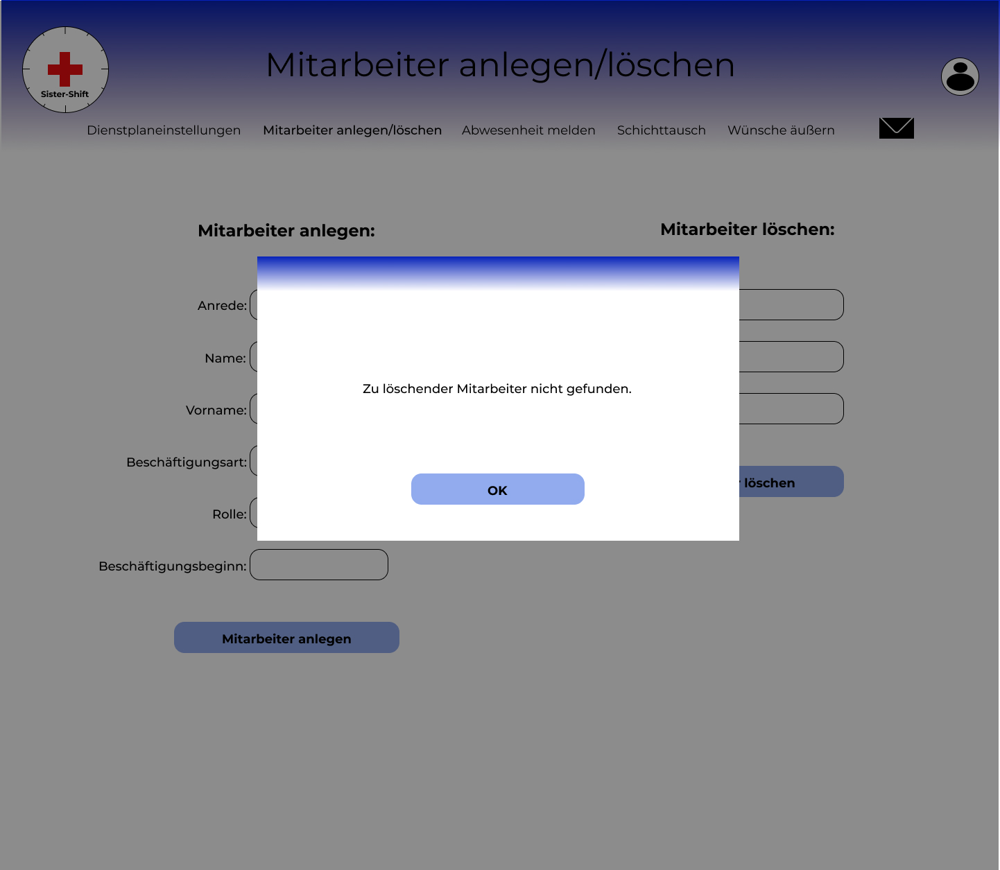 Mitarbeiter anlegen/löschen
Sister-Shift
Dienstplaneinstellungen Mitarbeiter anlegen/löschen Abwesenheit melden Schichttausch Wünsche äußern
Mitarbeiter anlegen:
Mitarbeiter löschen:
Anrede:
Name:
Vorname:
Beschäftigungsart:
Rolle:
Beschäftigungsbeginn:
Mitarbeiter anlegen
löschen
Zu löschender Mitarbeiter nicht gefunden.
OK